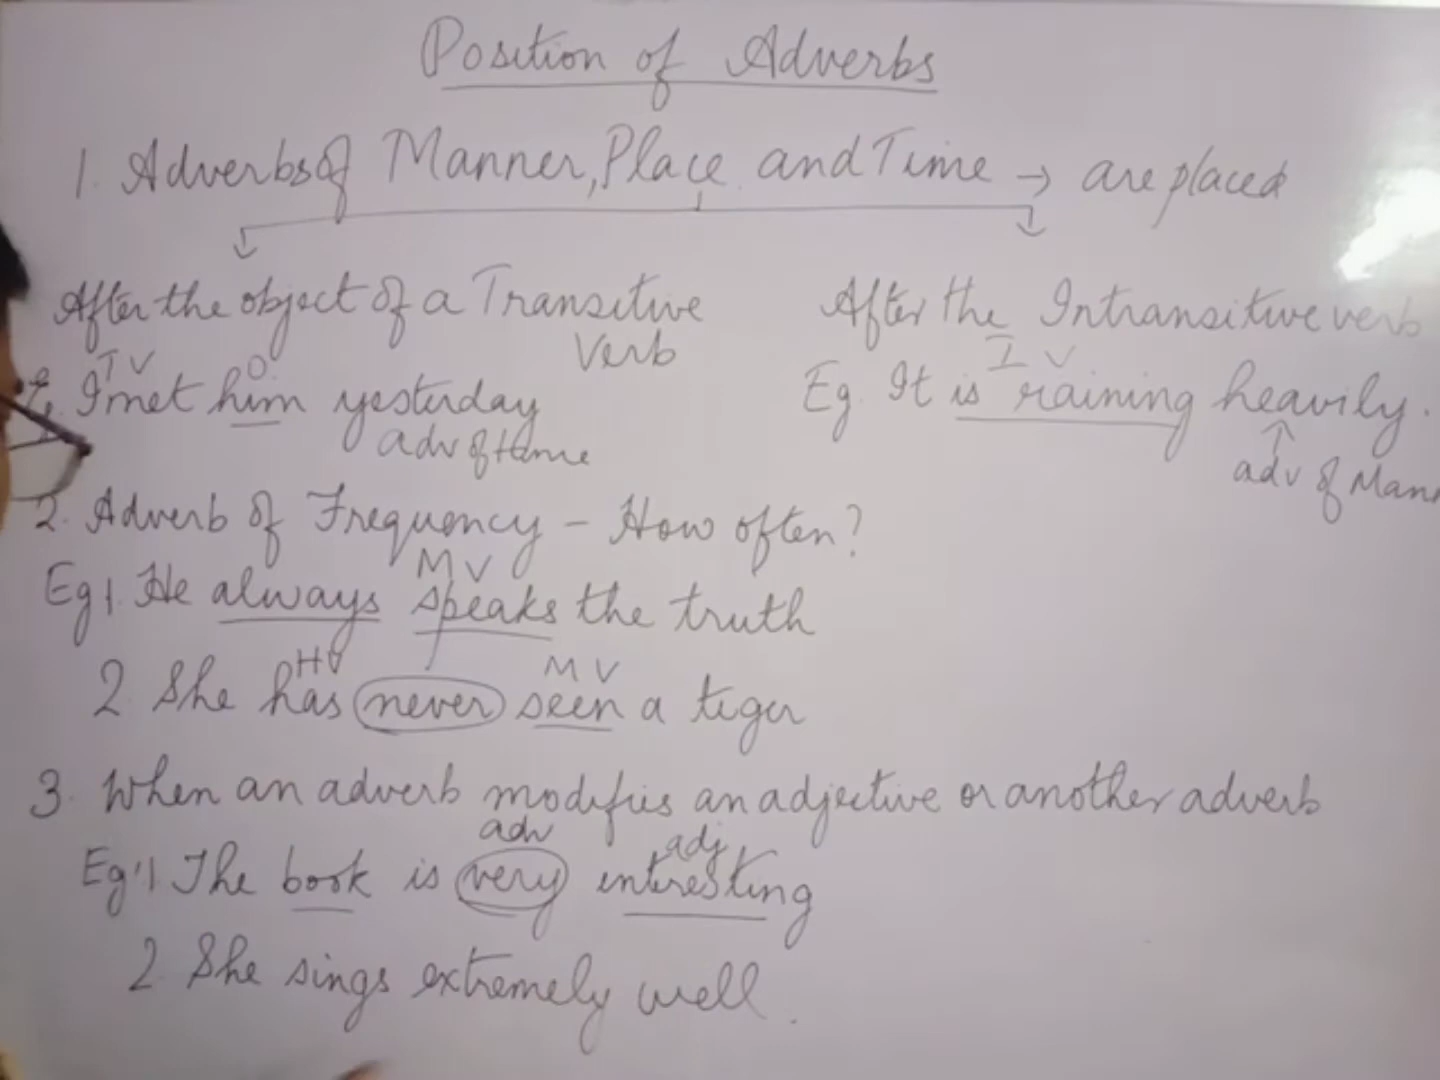 Position of Adverbs
1. Adverbs of Manner, Place and Time → are placed
After the object of a Transitive Verb
After the Intransitive verb
TV O
I met him yesterday
adv of time
I V
Eg. It is raining heavily.
adv of Mann
2. Adverb of Frequency - How often?
MV
Eg 1. He always speaks the truth
HV MV
2 She has never seen a tiger
3. When an adverb modifies an adjective or another adverb
adv adj
Eg 1 The book is very interesting
2 She sings extremely well.